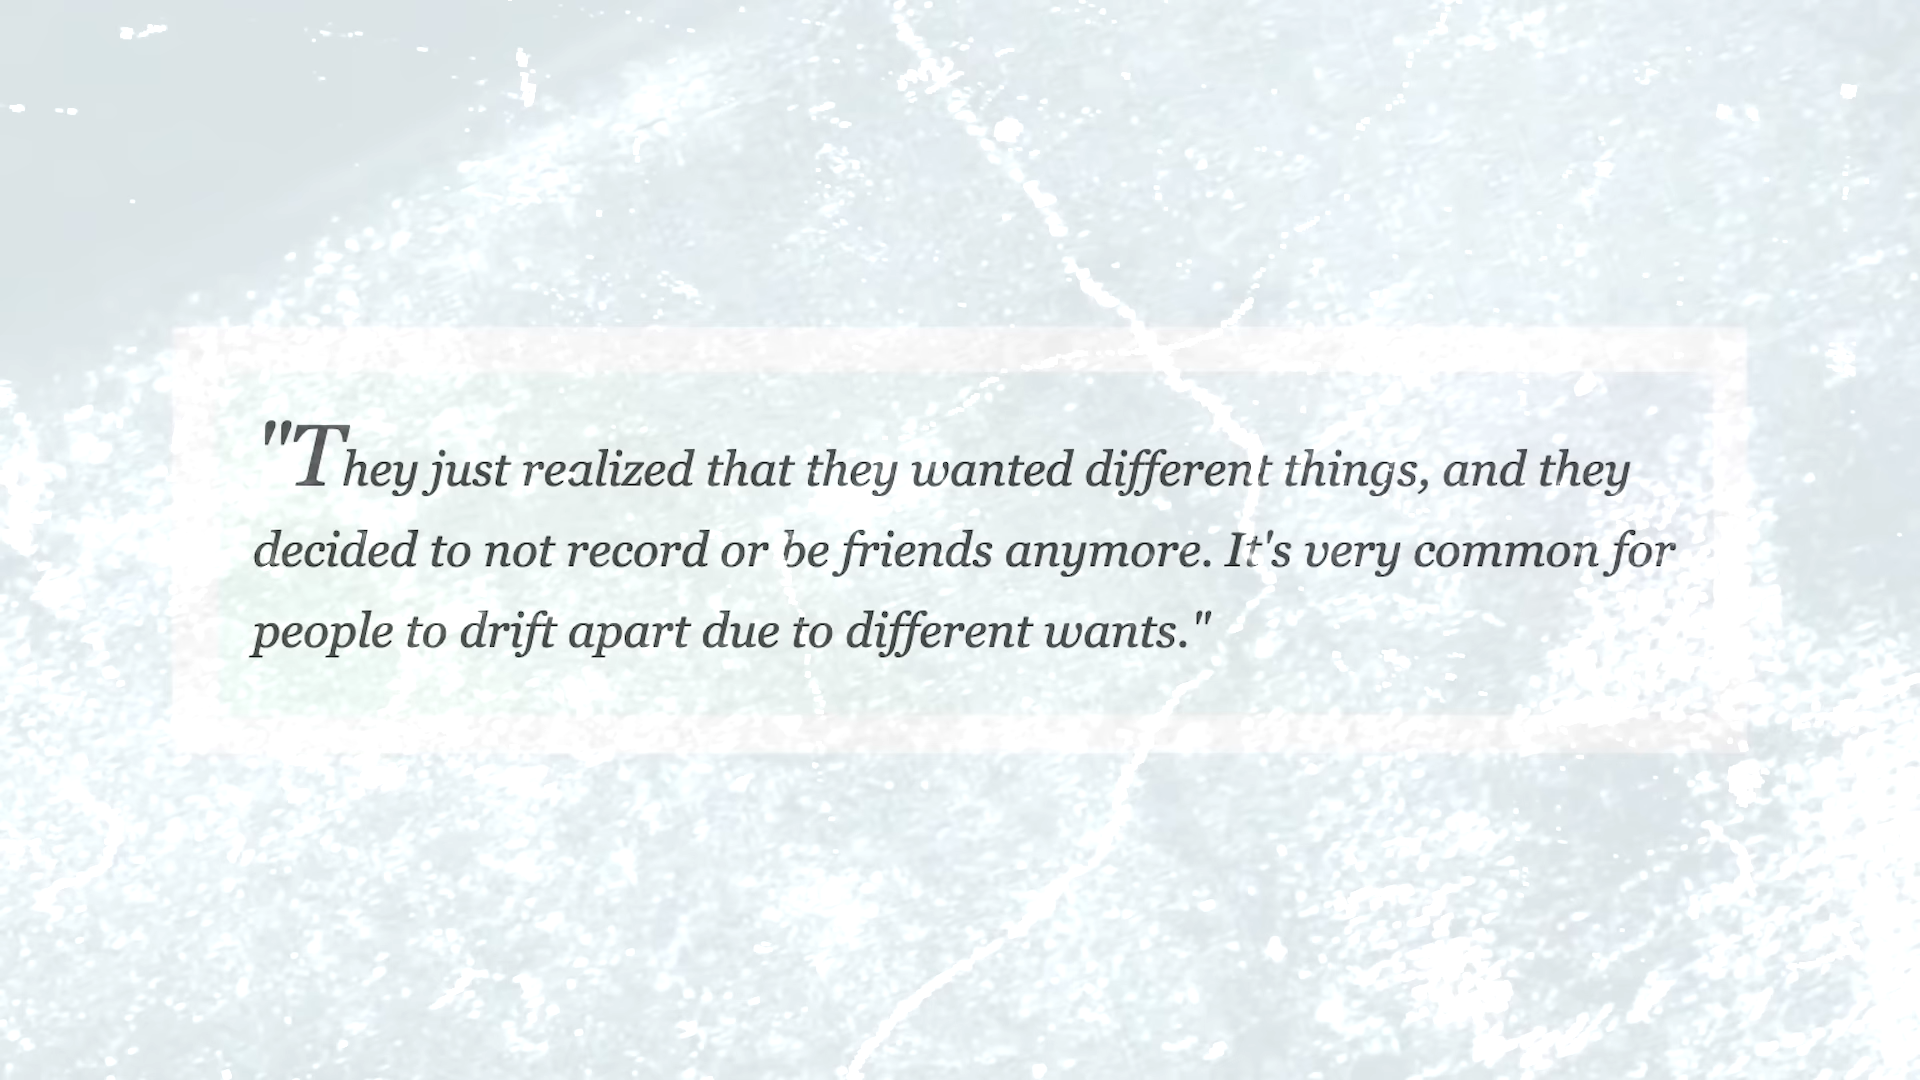 "They just realized that they wanted different things, and they
decided to not record or be friends anymore. It's very common for
people to drift apart due to different wants."